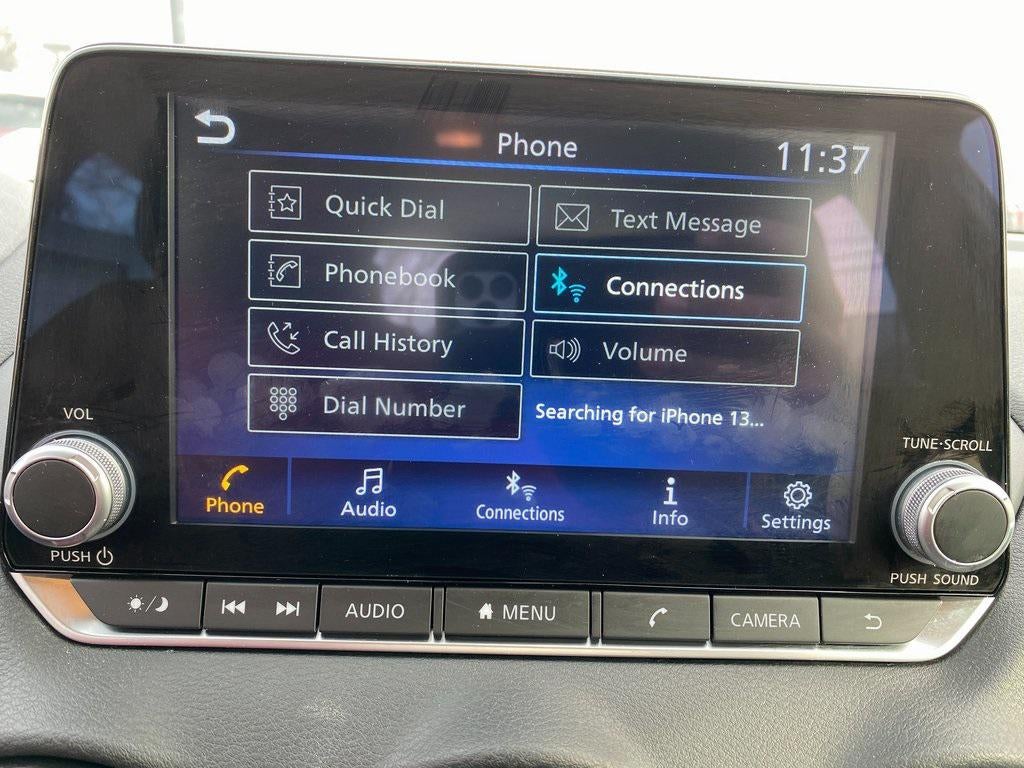 Phone
11:37
Quick Dial
Text Message
Phonebook
Connections
Call History
Volume
Dial Number
Searching for iPhone 13...
Phone
Audio
Connections
Info
Settings
VOL
PUSH
TUNE·SCROLL
PUSH SOUND
AUDIO
MENU
CAMERA